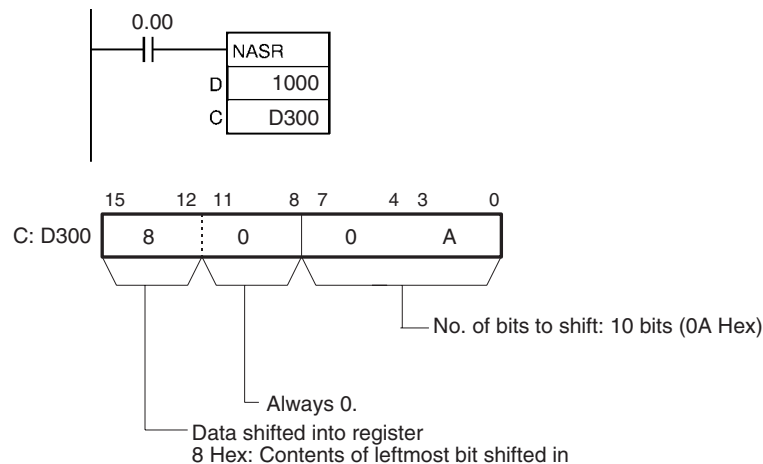 0.00
NASR
D 1000
C D300
15 12 11 8 7 4 3 0
C: D300 8 0 0 A
No. of bits to shift: 10 bits (0A Hex)
Always 0.
Data shifted into register
8 Hex: Contents of leftmost bit shifted in